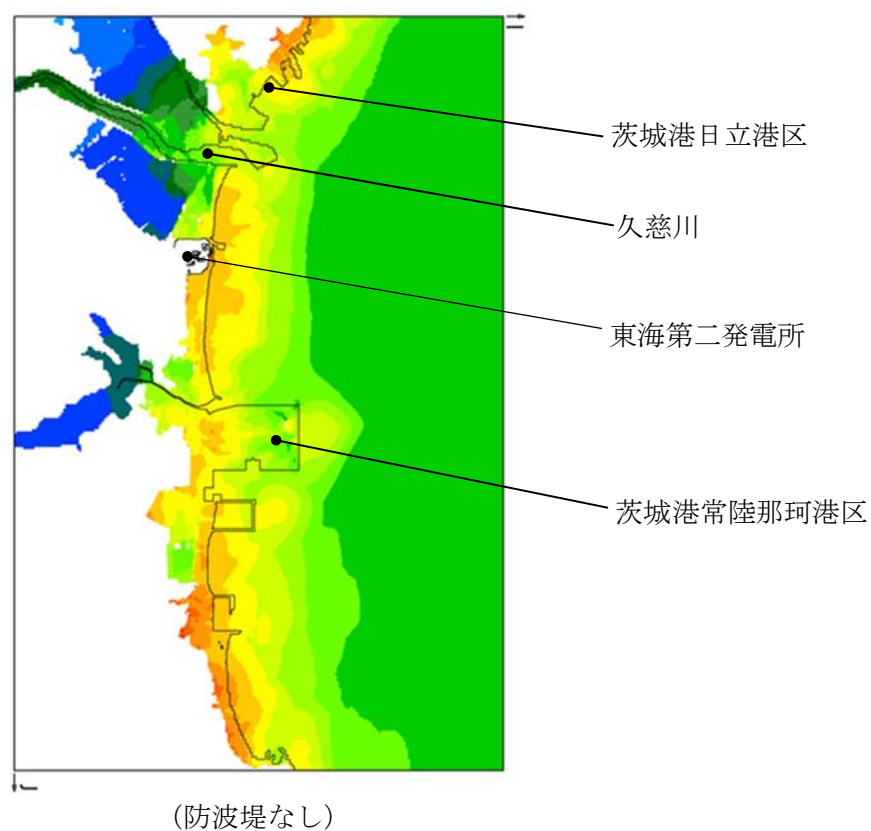 茨城港日立港区
久慈川
東海第二発電所
茨城港常陸那珂港区
(防波堤なし)